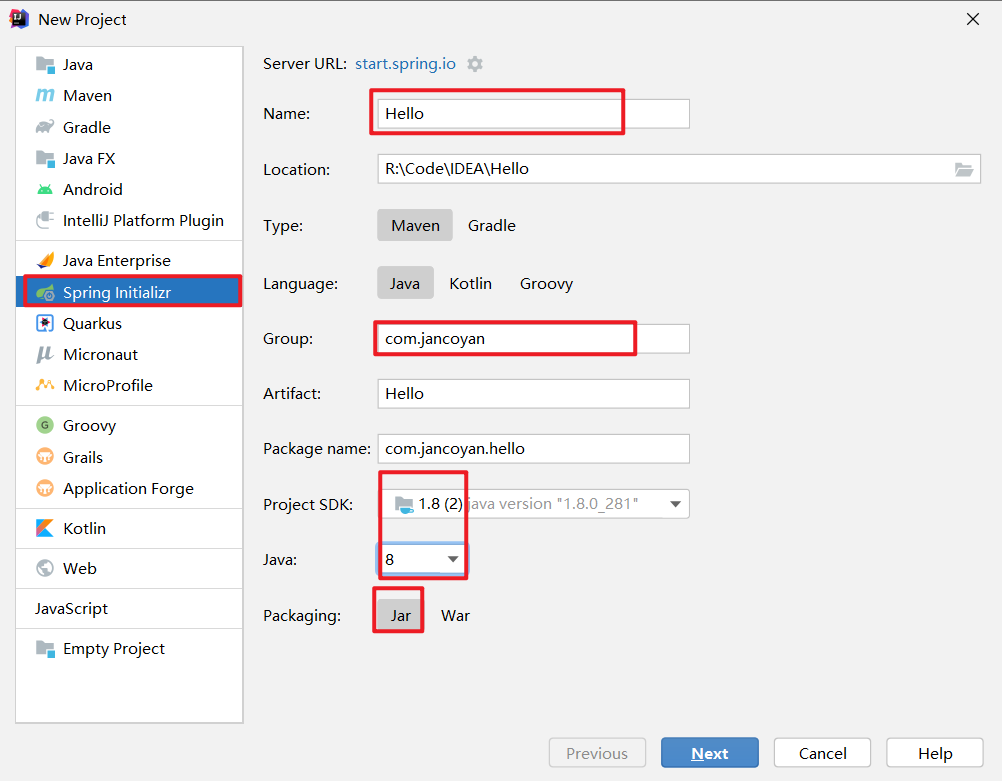 New Project
Java
Maven
Gradle
Java FX
Android
IntelliJ Platform Plugin
Java Enterprise
Spring Initializr
Quarkus
Micronaut
MicroProfile
Groovy
Grails
Application Forge
Kotlin
Web
JavaScript
Empty Project
Server URL: start.spring.io
Name: Hello
Location: R:\Code\IDEA\Hello
Type: Maven Gradle
Language: Java Kotlin Groovy
Group: com.jancoyan
Artifact: Hello
Package name: com.jancoyan.hello
Project SDK: 1.8 (2) java version "1.8.0_281"
Java: 8
Packaging: Jar War
Previous Next Cancel Help